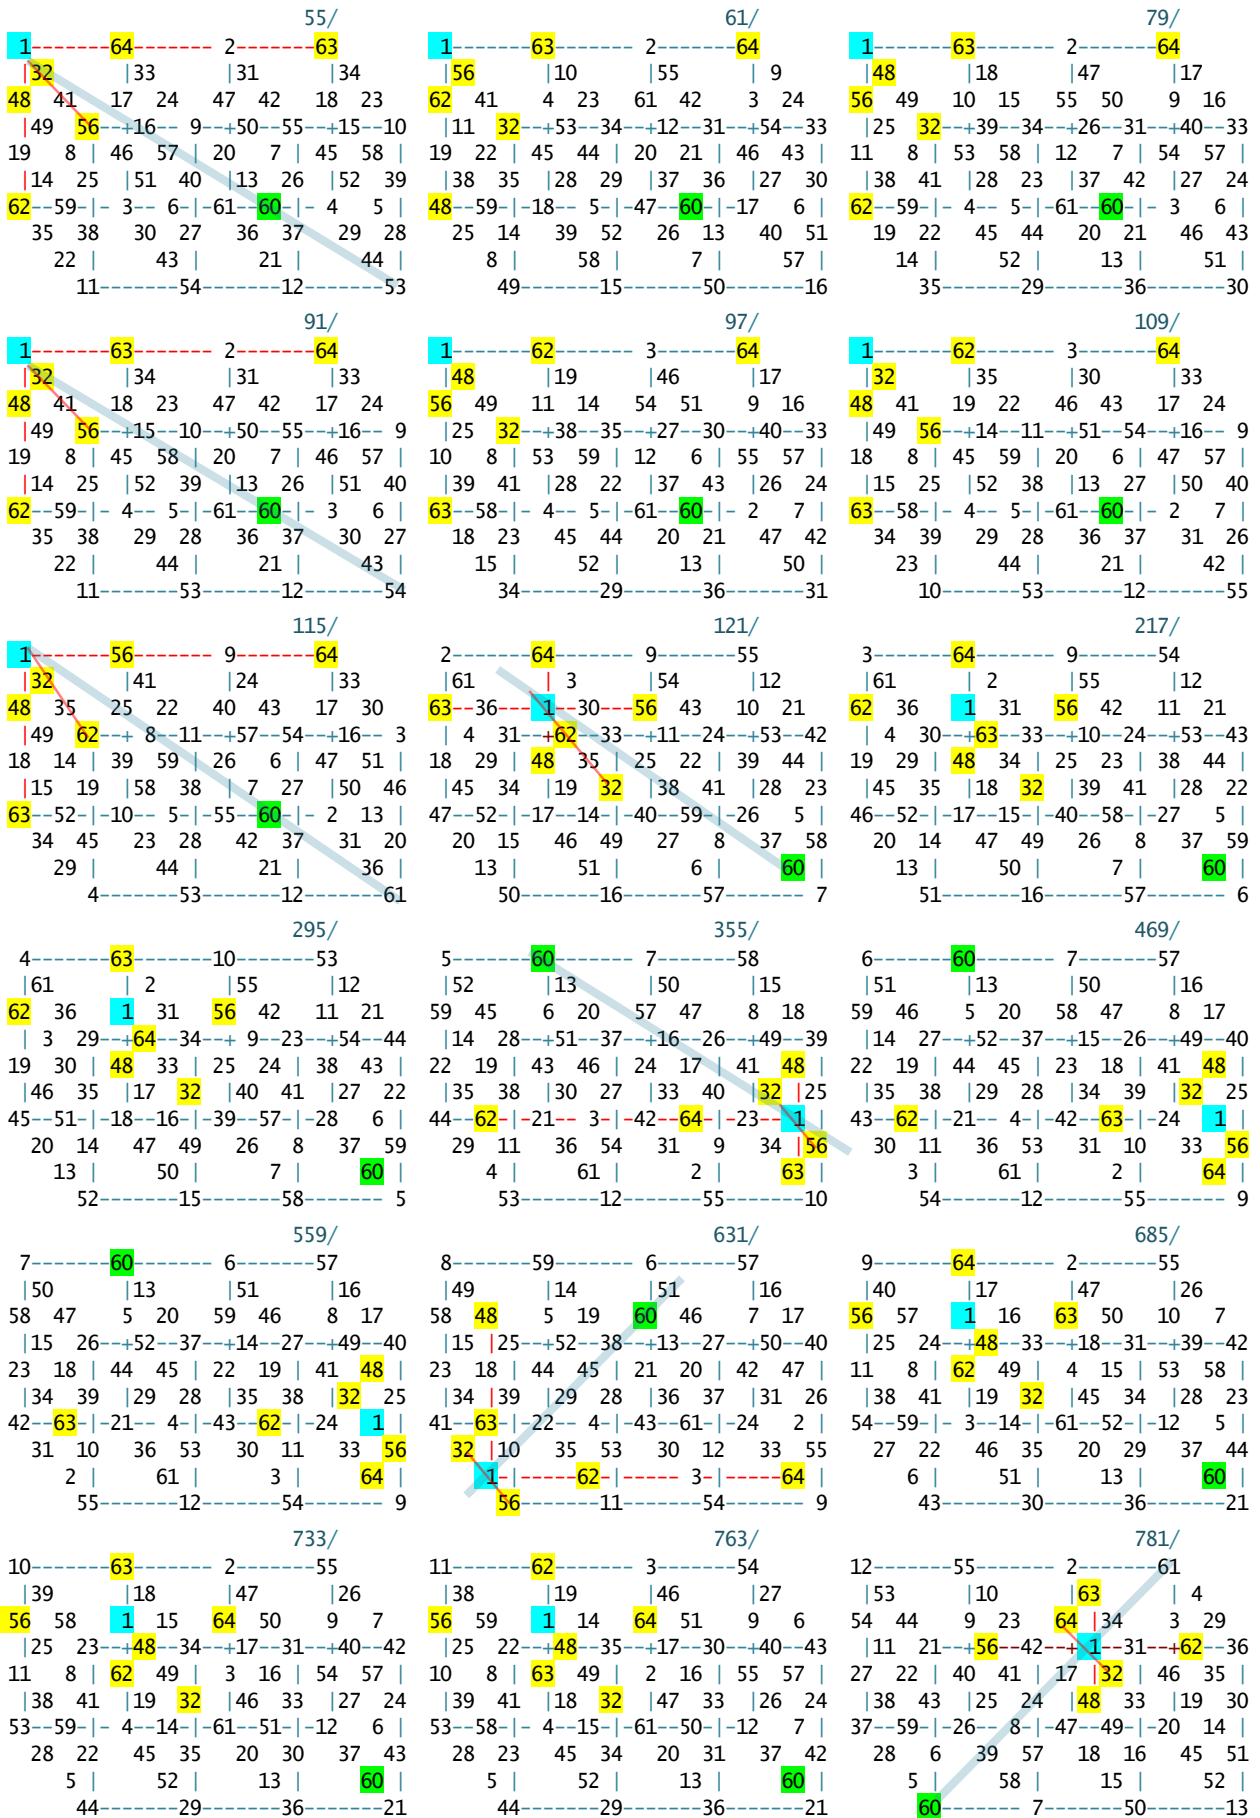 55/ 61/ 79/
1-------64------- 2-------63 1-------63------- 2-------64 1-------63------- 2-------64
|32 |33 |31 |34 |56 |10 |55 | 9 |48 |18 |47 |17
48 41 17 24 47 42 18 23 62 41 4 23 61 42 3 24 56 49 10 15 55 50 9 16
|49 56--+16-- 9--+50--55--+15--10 |11 32--+53--34--+12--31--+54--33 |25 32--+39--34--+26--31--+40--33
19 8 | 46 57 | 20 7 | 45 58 | 19 22 | 45 44 | 20 21 | 46 43 | 11 8 | 53 58 | 12 7 | 54 57 |
|14 25 |51 40 |13 26 |52 39 |38 35 |28 29 |37 36 |27 30 |38 41 |28 23 |37 42 |27 24
62--59-|- 3-- 6-|-61--60-|- 4 5 | 48--59-|-18-- 5-|-47--60-|-17 6 | 62--59-|- 4-- 5-|-61--60-|- 3 6 |
35 38 30 27 36 37 29 28 25 14 39 52 26 13 40 51 19 22 45 44 20 21 46 43
22 | 43 | 21 | 44 | 8 | 58 | 7 | 57 | 14 | 52 | 13 | 51 |
11-------54-------12-------53 49-------15-------50-------16 35-------29-------36-------30
91/ 97/ 109/
1-------63------- 2-------64 1-------62------- 3-------64 1-------62------- 3-------64
|32 |34 |31 |33 |48 |19 |46 |17 |32 |35 |30 |33
48 41 18 23 47 42 17 24 56 49 11 14 54 51 9 16 48 41 19 22 46 43 17 24
|49 56--+15--10--+50--55--+16-- 9 |25 32--+38--35--+27--30--+40--33 |49 56--+14--11--+51--54--+16-- 9
19 8 | 45 58 | 20 7 | 46 57 | 10 8 | 53 59 | 12 6 | 55 57 | 18 8 | 45 59 | 20 6 | 47 57 |
|14 25 |52 39 |13 26 |51 40 |39 41 |28 22 |37 43 |26 24 |15 25 |52 38 |13 27 |50 40
62--59-|- 4-- 5-|-61--60-|- 3 6 | 63--58-|- 4-- 5-|-61--60-|- 2 7 | 63--58-|- 4-- 5-|-61--60-|- 2 7 |
35 38 29 28 36 37 30 27 18 23 45 44 20 21 47 42 34 39 29 28 36 37 31 26
22 | 44 | 21 | 43 | 15 | 52 | 13 | 50 | 23 | 44 | 21 | 42 |
11-------53-------12-------54 34-------29-------36-------31 10-------53-------12-------55
115/ 121/ 217/
1-------56------- 9-------64 2-------64------- 9-------55 3-------64------- 9-------54
|32 |41 |24 |33 |61 | 3 |54 |12 |61 | 2 |55 |12
48 35 25 22 40 43 17 30 63--36-- 1--30--56 43 10 21 62 36 1 31 56 42 11 21
|49 62--+ 8--11--+57--54--+16-- 3 | 4 31--+62--33--+11--24--+53--42 | 4 30--+63--33--+10--24--+53--43
18 14 | 39 59 | 26 6 | 47 51 | 18 29 | 48 35 | 25 22 | 39 44 | 19 29 | 48 34 | 25 23 | 38 44 |
|15 19 |58 38 | 7 27 |50 46 |45 34 |19 32 |38 41 |28 23 |45 35 |18 32 |39 41 |28 22
63--52-|-10-- 5-|-55--60-|- 2 13 | 47--52-|-17--14-|-40--59-|-26 5 | 46--52-|-17--15-|-40--58-|-27 5 |
34 45 23 28 42 37 31 20 20 15 46 49 27 8 37 58 20 14 47 49 26 8 37 59
29 | 44 | 21 | 36 | 13 | 51 | 6 | 60 | 13 | 50 | 7 | 60 |
4-------53-------12-------61 50-------16-------57------- 7 51-------16-------57------- 6
295/ 355/ 469/
4-------63-------10-------53 5-------60------- 7-------58 6-------60------- 7-------57
|61 | 2 |55 |12 |52 |13 |50 |15 |51 |13 |50 |16
62 36 1 31 56 42 11 21 59 45 6 20 57 47 8 18 59 46 5 20 58 47 8 17
| 3 29--+64--34--+ 9--23--+54--44 |14 28--+51--37--+16--26--+49--39 |14 27--+52--37--+15--26--+49--40
19 30 | 48 33 | 25 24 | 38 43 | 22 19 | 43 46 | 24 17 | 41 48 | 22 19 | 44 45 | 23 18 | 41 48 |
|46 35 |17 32 |40 41 |27 22 |35 38 |30 27 |33 40 |32 |25 |35 38 |29 28 |34 39 |32 25
45--51-|-18--16-|-39--57-|-28 6 | 44--62-|-21-- 3-|-42--64-|-23-- 1 | 43--62-|-21-- 4-|-42--63-|-24 1 |
20 14 47 49 26 8 37 59 29 11 36 54 31 9 34 |56 30 11 36 53 31 10 33 56
13 | 50 | 7 | 60 | 4 | 61 | 2 | 63 | 3 | 61 | 2 | 64 |
52-------15-------58------- 5 53-------12-------55-------10 54-------12-------55------- 9
559/ 631/ 685/
7-------60------- 6-------57 8-------59------- 6-------57 9-------64------- 2-------55
|50 |13 |51 |16 |49 |14 |51 |16 |40 |17 |47 |26
58 47 5 20 59 46 8 17 58 48 5 19 60 46 7 17 56 57 1 16 63 50 10 7
|15 26--+52--37--+14--27--+49--40 |15 |25--+52--38--+13--27--+50--40 |25 24--+48--33--+18--31--+39--42
23 18 | 44 45 | 22 19 | 41 48 | 23 18 | 44 45 | 21 20 | 42 47 | 11 8 | 62 49 | 4 15 | 53 58 |
|34 39 |29 28 |35 38 |32 25 |34 |39 |29 28 |36 37 |31 26 |38 41 |19 32 |45 34 |28 23
42--63-|-21-- 4-|-43--62-|-24 1 | 41--63-|-22-- 4-|-43--61-|-24 2 | 54--59-|- 3--14-|-61--52-|-12 5 |
31 10 36 53 30 11 33 56 32 |10 35 53 30 12 33 55 27 22 46 35 20 29 37 44
2 | 61 | 3 | 64 | 1-|------62-|------ 3-|-----64 | 6 | 51 | 13 | 60 |
55-------12-------54------- 9 56-------11-------54------- 9 43-------30-------36-------21
733/ 763/ 781/
10-------63------- 2-------55 11-------62------- 3-------54 12-------55------- 2-------61
|39 |18 |47 |26 |38 |19 |46 |27 |53 |10 |63 | 4
56 58 1 15 64 50 9 7 56 59 1 14 64 51 9 6 54 44 9 23 64 |34 3 29
|25 23--+48--34--+17--31--+40--42 |25 22--+48--35--+17--30--+40--43 |11 21--+56--42--+ 1--31--+62--36
11 8 | 62 49 | 3 16 | 54 57 | 10 8 | 63 49 | 2 16 | 55 57 | 27 22 | 40 41 | 17 |32 | 46 35 |
|38 41 |19 32 |46 33 |27 24 |39 41 |18 32 |47 33 |26 24 |38 43 |25 24 |48 33 |19 30
53--59-|- 4--14-|-61--51-|-12 6 | 53--58-|- 4--15-|-61--50-|-12 7 | 37--59-|-26-- 8-|-47--49-|-20 14 |
28 22 45 35 20 30 37 43 28 23 45 34 20 31 37 42 28 6 39 57 18 16 45 51
5 | 52 | 13 | 60 | 5 | 52 | 13 | 60 | 5 | 58 | 15 | 52 |
44-------29-------36-------21 44-------29-------36-------21 60------- 7-------50-------13